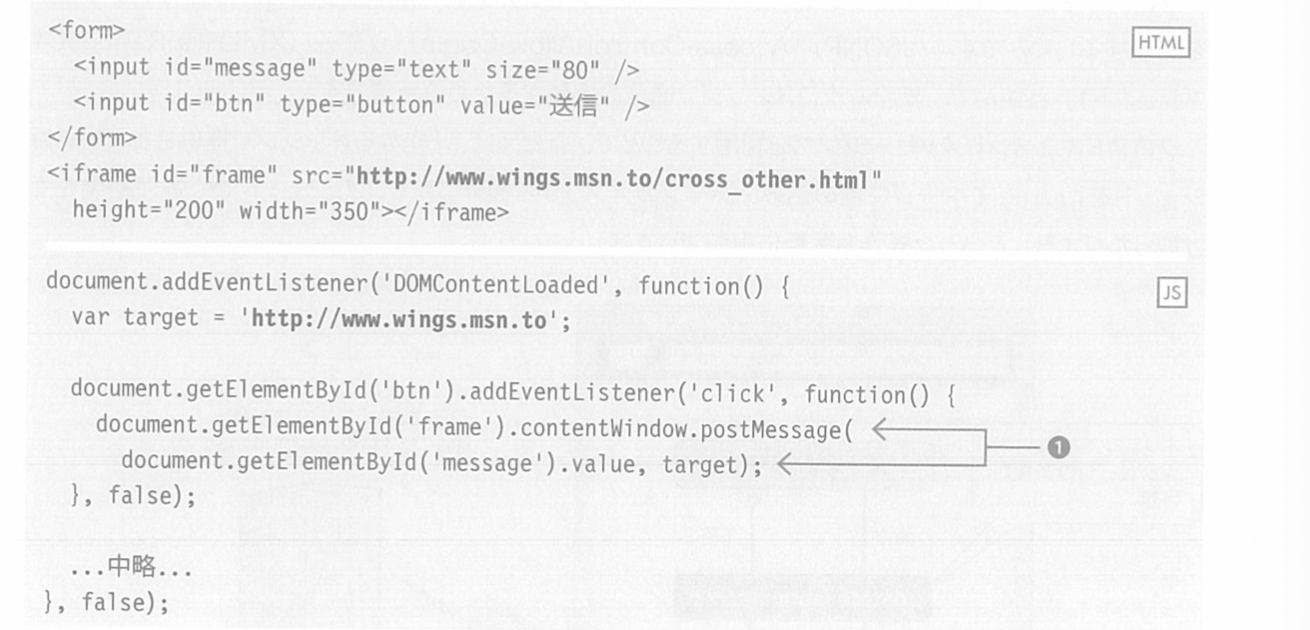 <form>
HTML
<input id="message" type="text" size="80" />
<input id="btn" type="button" value="送信" />
</form>
<iframe id="frame" src="http://www.wings.msn.to/cross_other.html"
height="200" width="350"></iframe>
document.addEventListener('DOMContentLoaded', function() {
JS
var target = 'http://www.wings.msn.to';
document.getElementById('btn').addEventListener('click', function() {
document.getElementById('frame').contentWindow.postMessage(
❶
document.getElementById('message').value, target);
}, false);
...中略...
}, false);